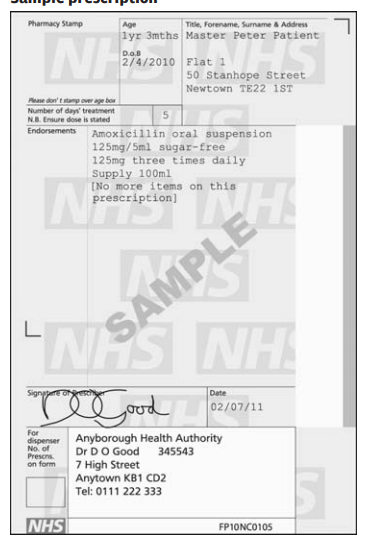 Sample prescription
Pharmacy Stamp
Age
1yr 3mths
D.o.B
2/4/2010
Title, Forename, Surname & Address
Master Peter Patient
Flat 1
50 Stanhope Street
Newtown TE22 1ST
Please don't stamp over age box
Number of days' treatment
N.B. Ensure dose is stated
5
Endorsements
Amoxicillin oral suspension
125mg/5ml sugar-free
125mg three times daily
Supply 100ml
[No more items on this
prescription]
NHS
SAMPLE
Signature of Prescriber
D O Good
Date
02/07/11
For
dispenser
No. of
Prescns.
on form
Anyborough Health Authority
Dr D O Good 345543
7 High Street
Anytown KB1 CD2
Tel: 0111 222 333
NHS
FP10NC0105